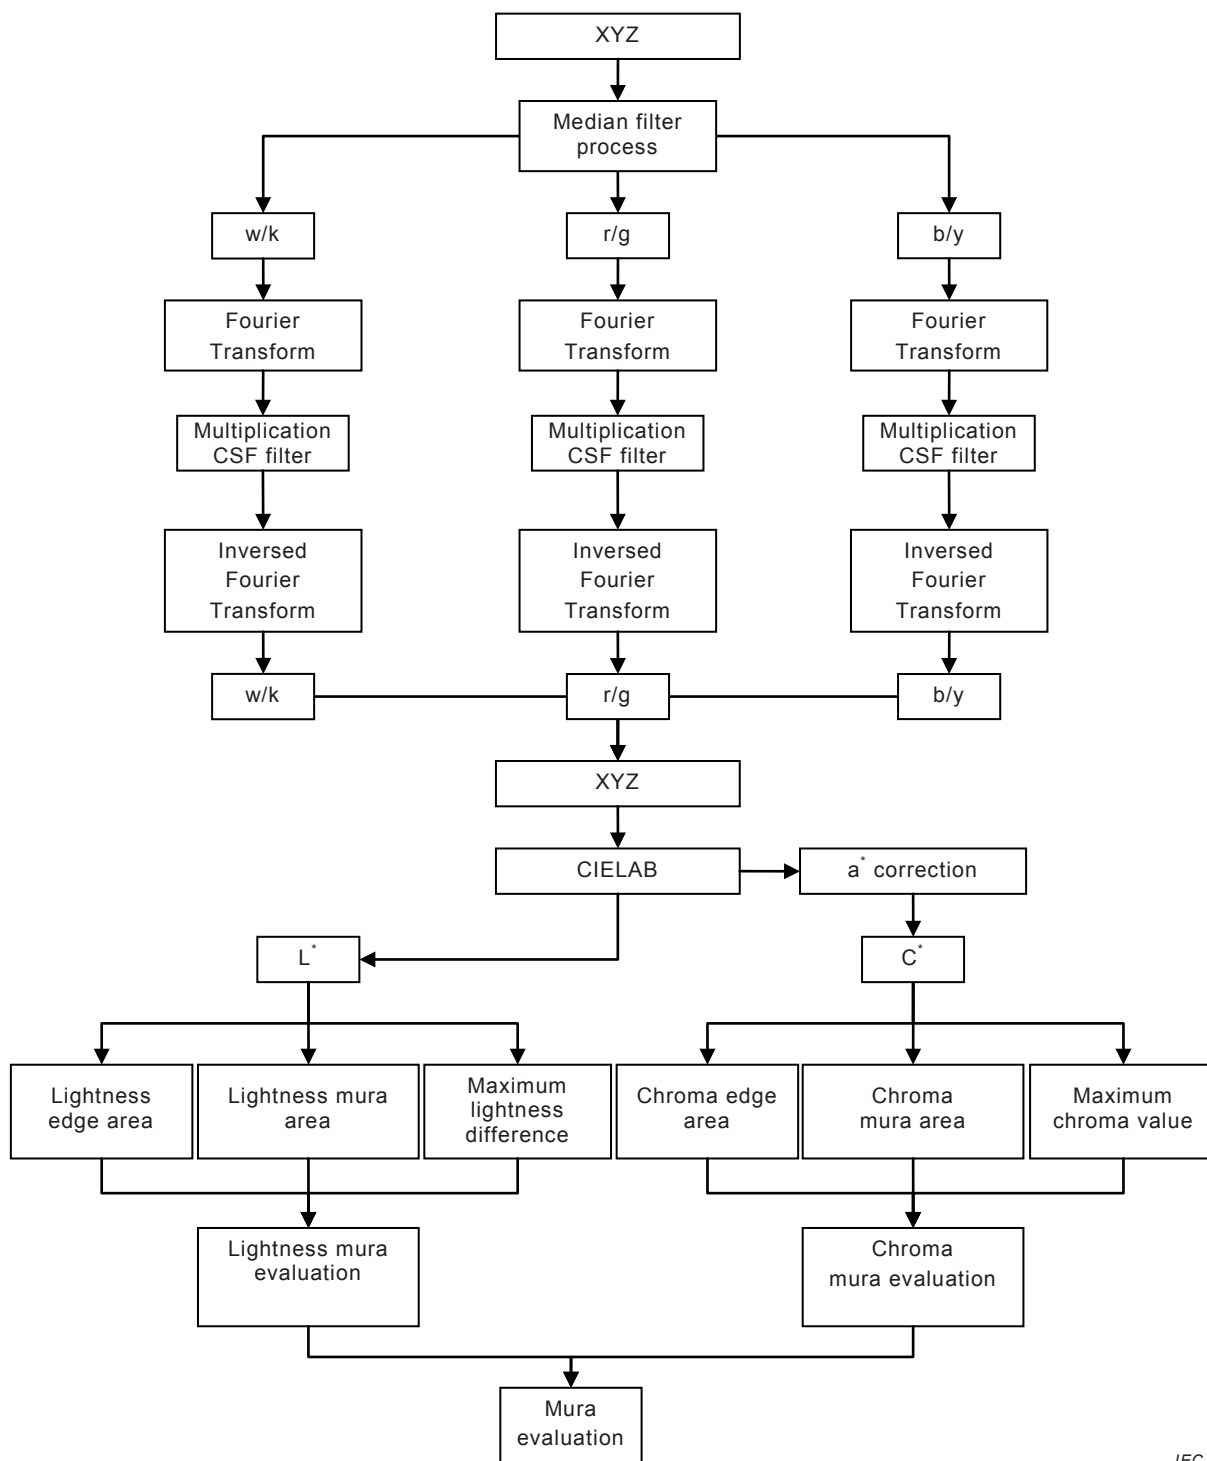 XYZ
Median filter
process
w/k
r/g
b/y
Fourier
Transform
Fourier
Transform
Fourier
Transform
Multiplication
CSF filter
Multiplication
CSF filter
Multiplication
CSF filter
Inversed
Fourier
Transform
Inversed
Fourier
Transform
Inversed
Fourier
Transform
w/k
r/g
b/y
XYZ
CIELAB
a* correction
L*
C*
Lightness
edge area
Lightness mura
area
Maximum
lightness
difference
Chroma edge
area
Chroma
mura area
Maximum
chroma value
Lightness mura
evaluation
Chroma
mura evaluation
Mura
evaluation
IEC